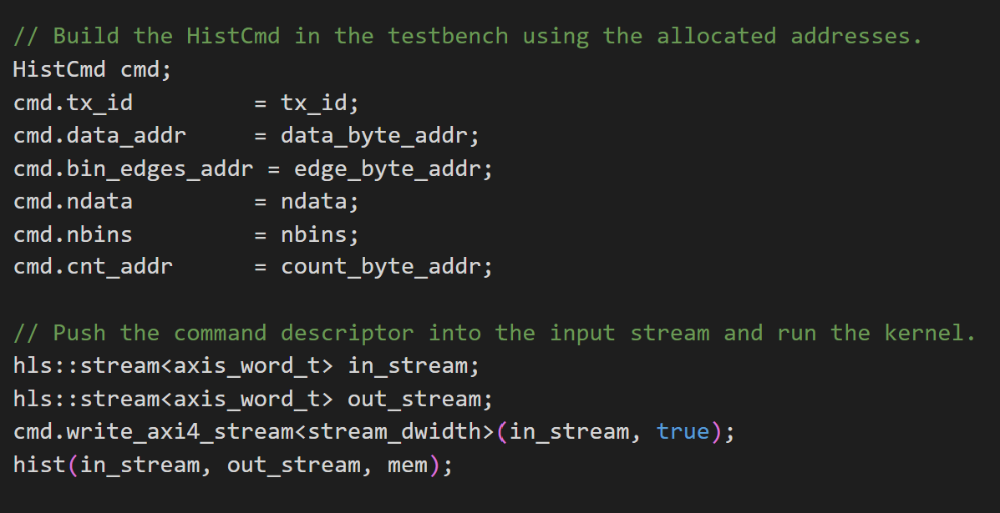 // Build the HistCmd in the testbench using the allocated addresses.
HistCmd cmd;
cmd.tx_id         = tx_id;
cmd.data_addr     = data_byte_addr;
cmd.bin_edges_addr = edge_byte_addr;
cmd.ndata         = ndata;
cmd.nbins         = nbins;
cmd.cnt_addr      = count_byte_addr;
// Push the command descriptor into the input stream and run the kernel.
hls::stream<axis_word_t> in_stream;
hls::stream<axis_word_t> out_stream;
cmd.write_axi4_stream<stream_dwidth>(in_stream, true);
hist(in_stream, out_stream, mem);